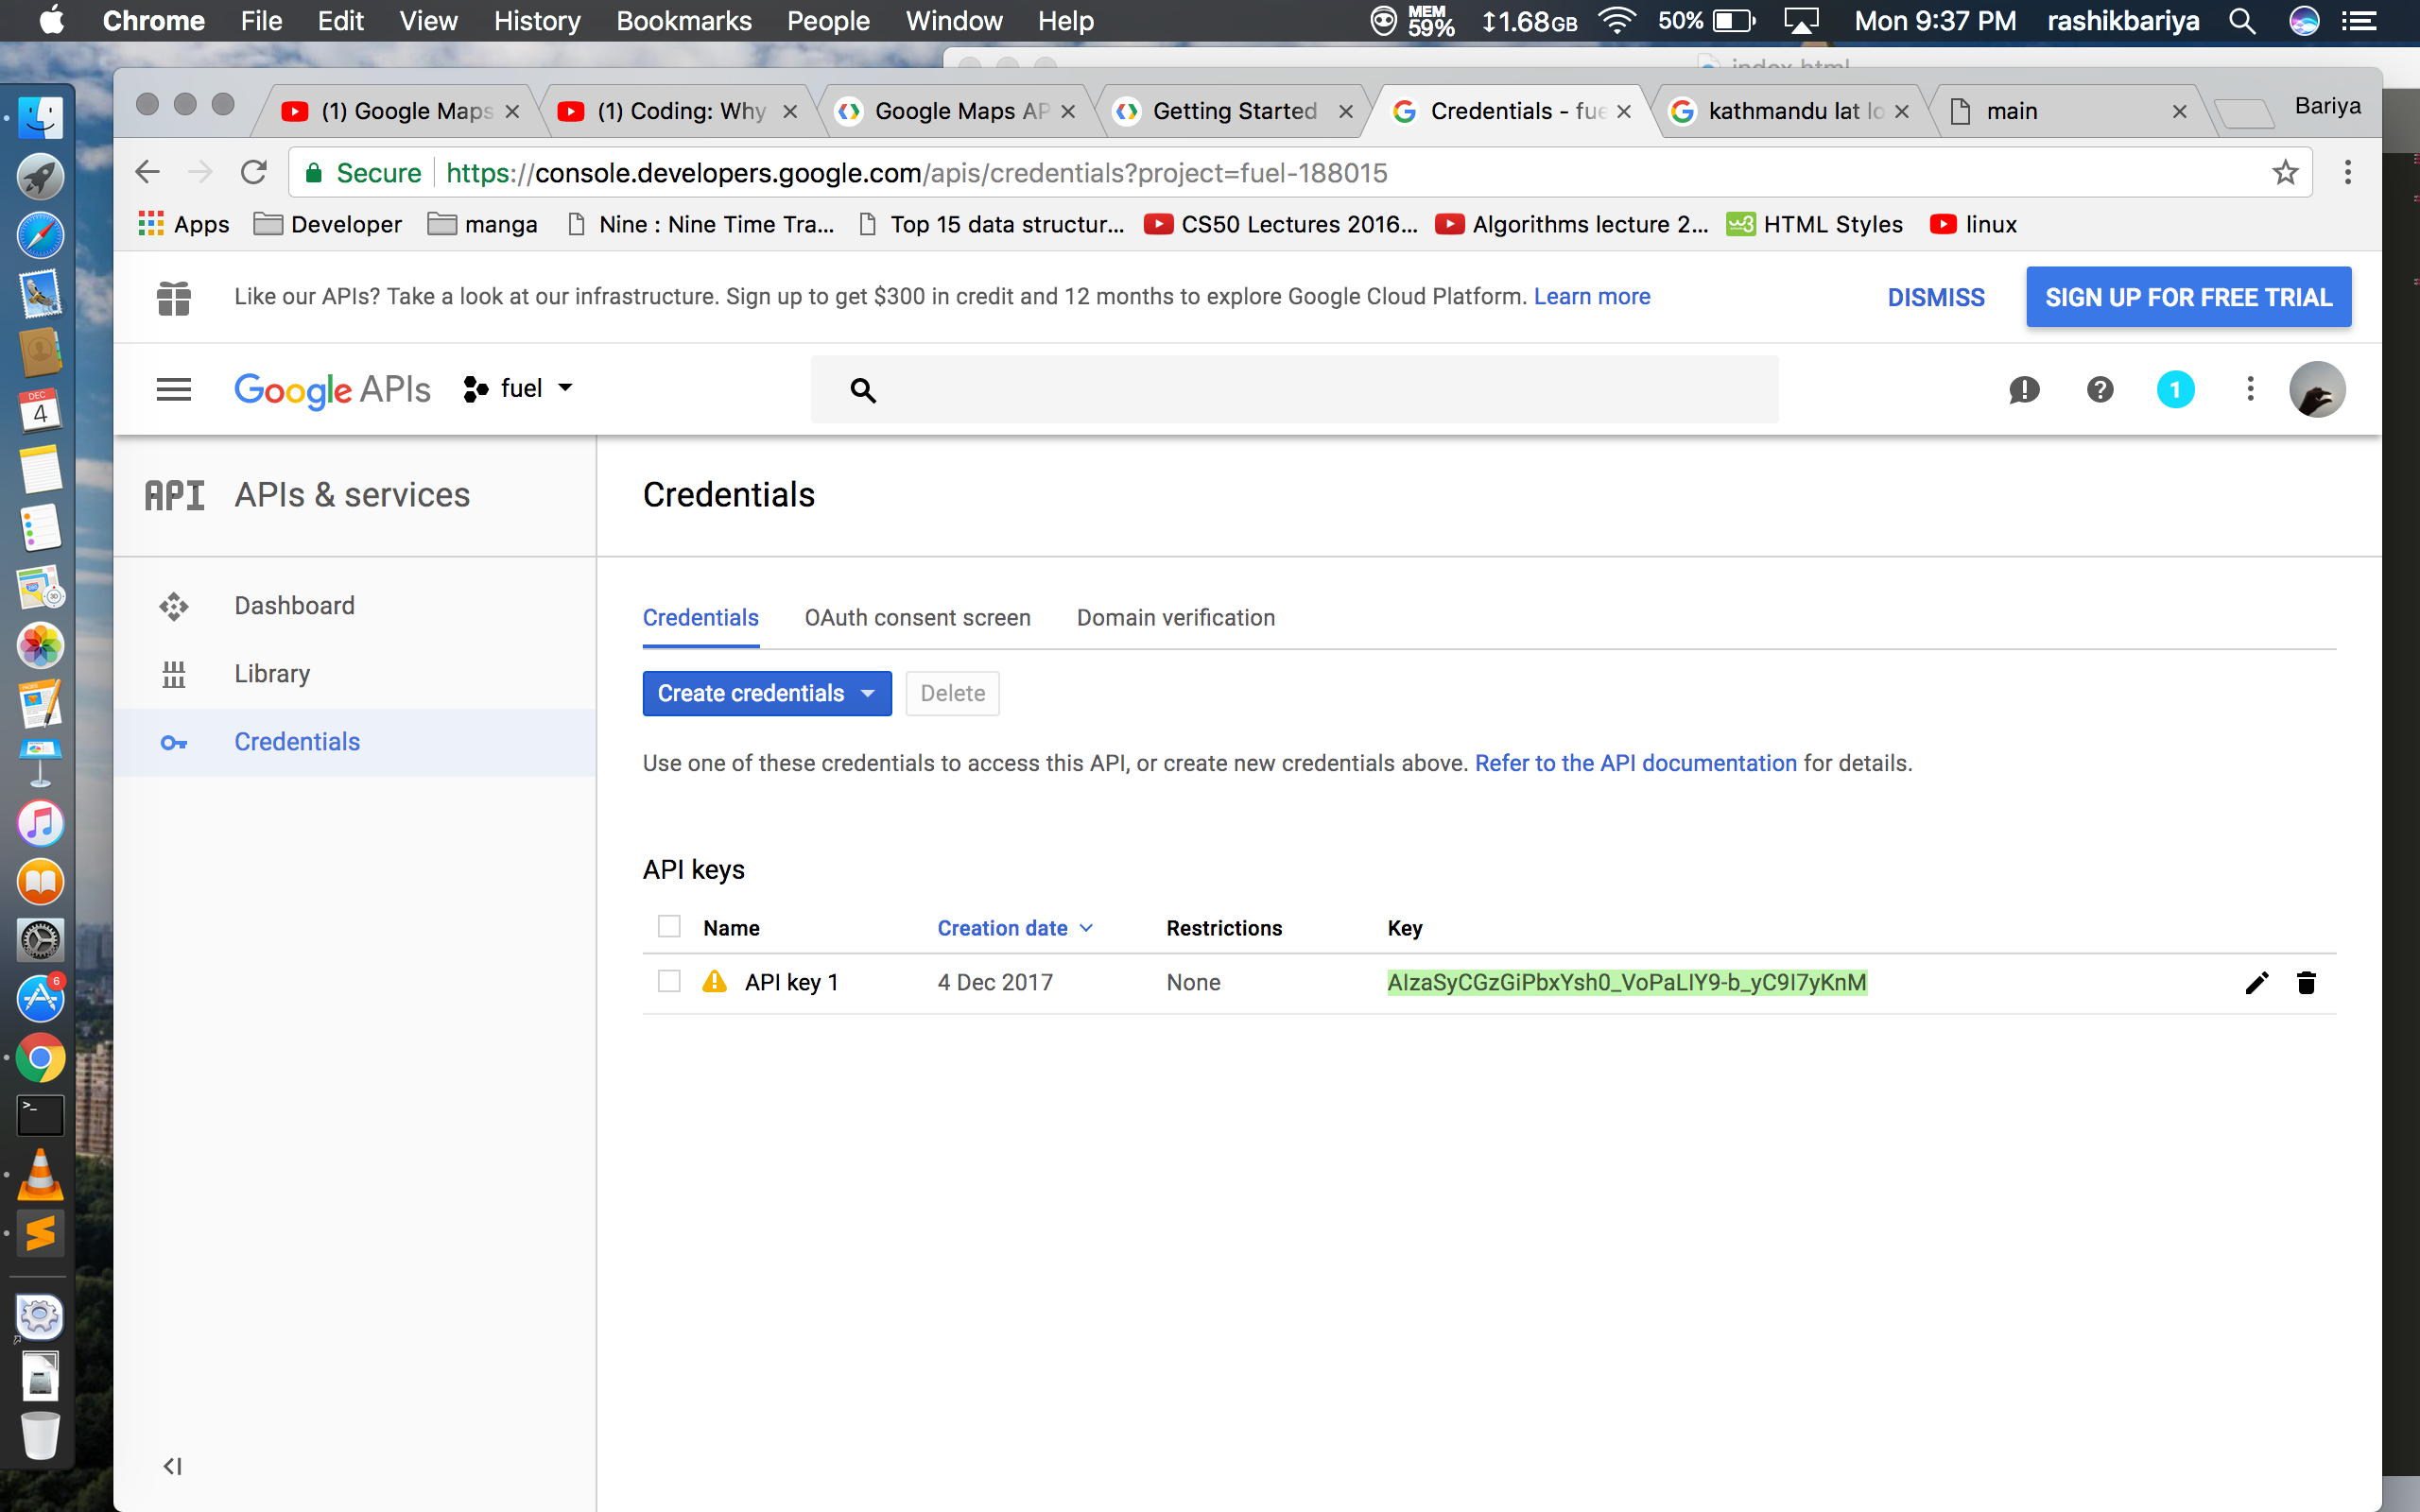 Chrome File Edit View History Bookmarks People Window Help MEM 59% 1.68GB 50% Mon 9:37 PM rashikbariya
index.html
(1) Google Maps (1) Coding: Why Google Maps AP Getting Started Credentials - fue kathmandu lat lo main Bariya
Secure https://console.developers.google.com/apis/credentials?project=fuel-188015
Apps Developer manga Nine : Nine Time Tra... Top 15 data structur... CS50 Lectures 2016... Algorithms lecture 2... HTML Styles linux
Like our APIs? Take a look at our infrastructure. Sign up to get $300 in credit and 12 months to explore Google Cloud Platform. Learn more DISMISS SIGN UP FOR FREE TRIAL
Google APIs fuel 1
API APIs & services Credentials
Dashboard
Library
Credentials
Credentials OAuth consent screen Domain verification
Create credentials Delete
Use one of these credentials to access this API, or create new credentials above. Refer to the API documentation for details.
API keys
Name Creation date Restrictions Key
API key 1 4 Dec 2017 None AIzaSyCGzGiPbxYsh0_VoPaLIY9-b_yC9I7yKnM
DEC
4
6